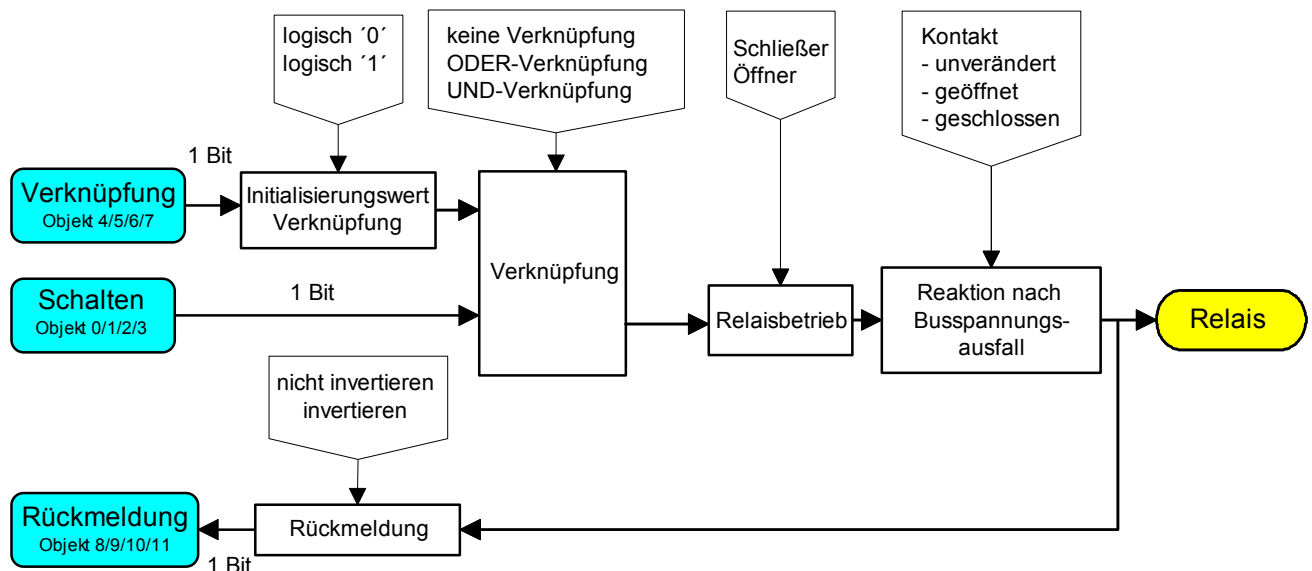 logisch ´0´
logisch ´1´
keine Verknüpfung
ODER-Verknüpfung
UND-Verknüpfung
Schließer
Öffner
Kontakt
- unverändert
- geöffnet
- geschlossen
1 Bit
Verknüpfung
Objekt 4/5/6/7
Initialisierungswert
Verknüpfung
Verknüpfung
Schalten
Objekt 0/1/2/3
1 Bit
Relaisbetrieb
Reaktion nach
Busspannungs-
ausfall
Relais
nicht invertieren
invertieren
Rückmeldung
Objekt 8/9/10/11
1 Bit
Rückmeldung